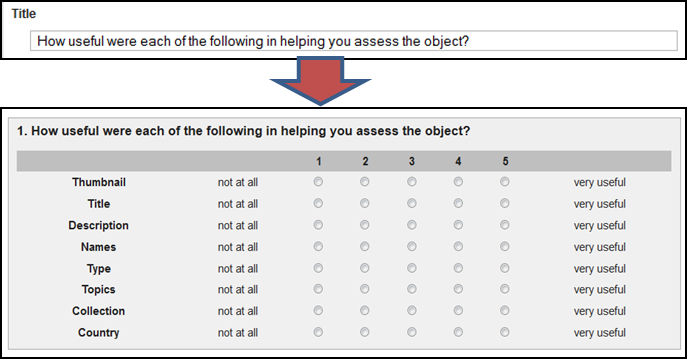 Title
How useful were each of the following in helping you assess the object?
1. How useful were each of the following in helping you assess the object?
1 2 3 4 5
Thumbnail not at all very useful
Title not at all very useful
Description not at all very useful
Names not at all very useful
Type not at all very useful
Topics not at all very useful
Collection not at all very useful
Country not at all very useful